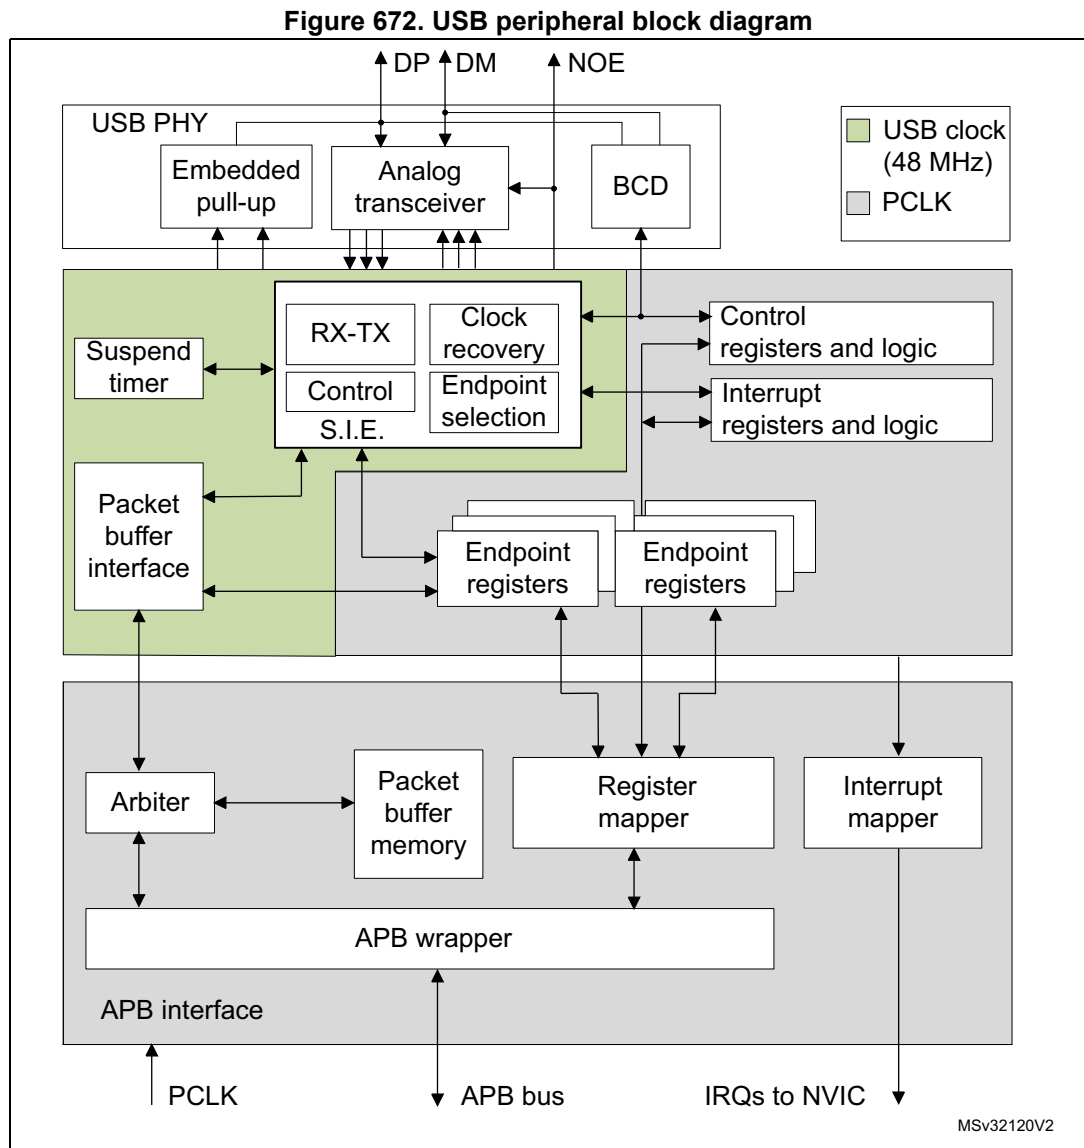 Figure 672. USB peripheral block diagram
DP
DM
NOE
USB PHY
Embedded
pull-up
Analog
transceiver
BCD
USB clock
(48 MHz)
PCLK
RX-TX
Clock
recovery
Control
Endpoint
selection
S.I.E.
Suspend
timer
Control
registers and logic
Interrupt
registers and logic
Packet
buffer
interface
Endpoint
registers
Endpoint
registers
Arbiter
Packet
buffer
memory
Register
mapper
Interrupt
mapper
APB wrapper
APB interface
PCLK
APB bus
IRQs to NVIC
MSv32120V2